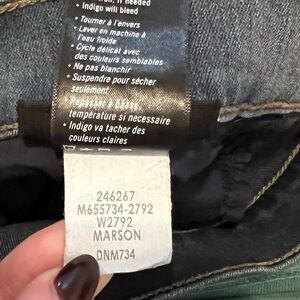 if needed
• Indigo will bleed
• Tourner à l'envers
• Laver en machine à
l'eau froide
• Cycle délicat avec
des couleurs semblables
• Ne pas blanchir
• Suspendre pour sécher
seulement
Repasser à basse
température si necessaire
• Indigo va tacher des
couleurs claires
246267
M655734-2792
W2792
MARSON
DNM734